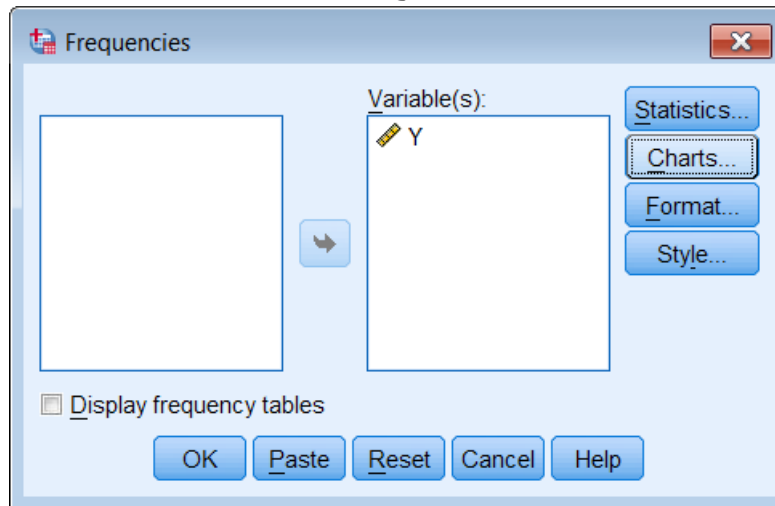 Frequencies
Variable(s):
Y
Statistics...
Charts...
Format...
Style...
Display frequency tables
OK Paste Reset Cancel Help